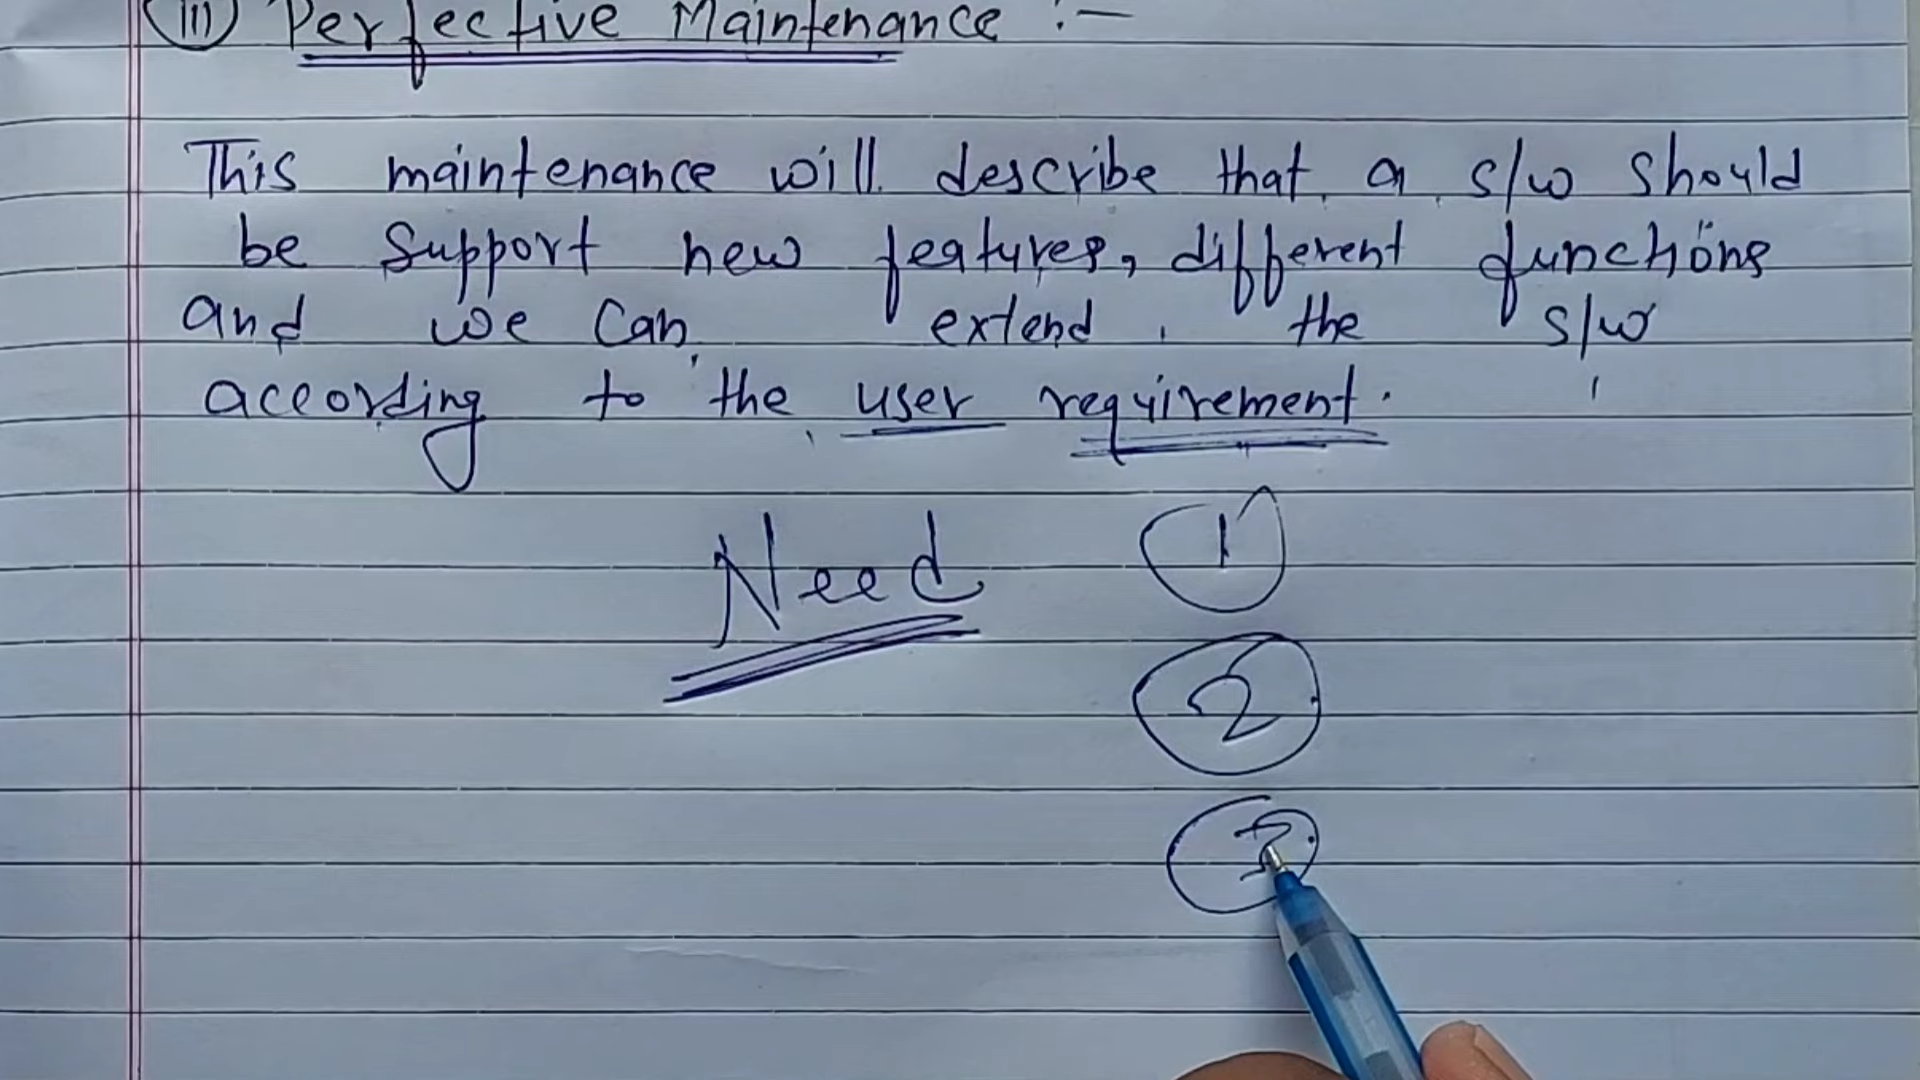 (iii) Perfective Maintenance :-
This maintenance will describe that a s/w should
be support new features, different functions
and we can extend the s/w
according to the user requirement.
Need
1
2
3